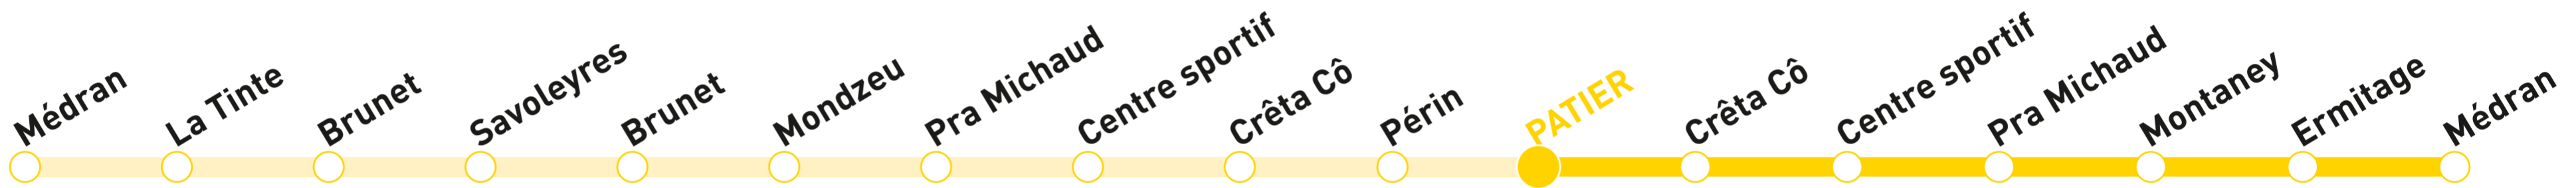 Médran
La Tinte
Brunet
Savoleyres
Brunet
Mondzeu
Pra Michaud
Centre sportif
Crêta Cô
Périn
PATIER
Crêta Cô
Centre sportif
Pra Michaud
Montaney
Ermitage
Médran